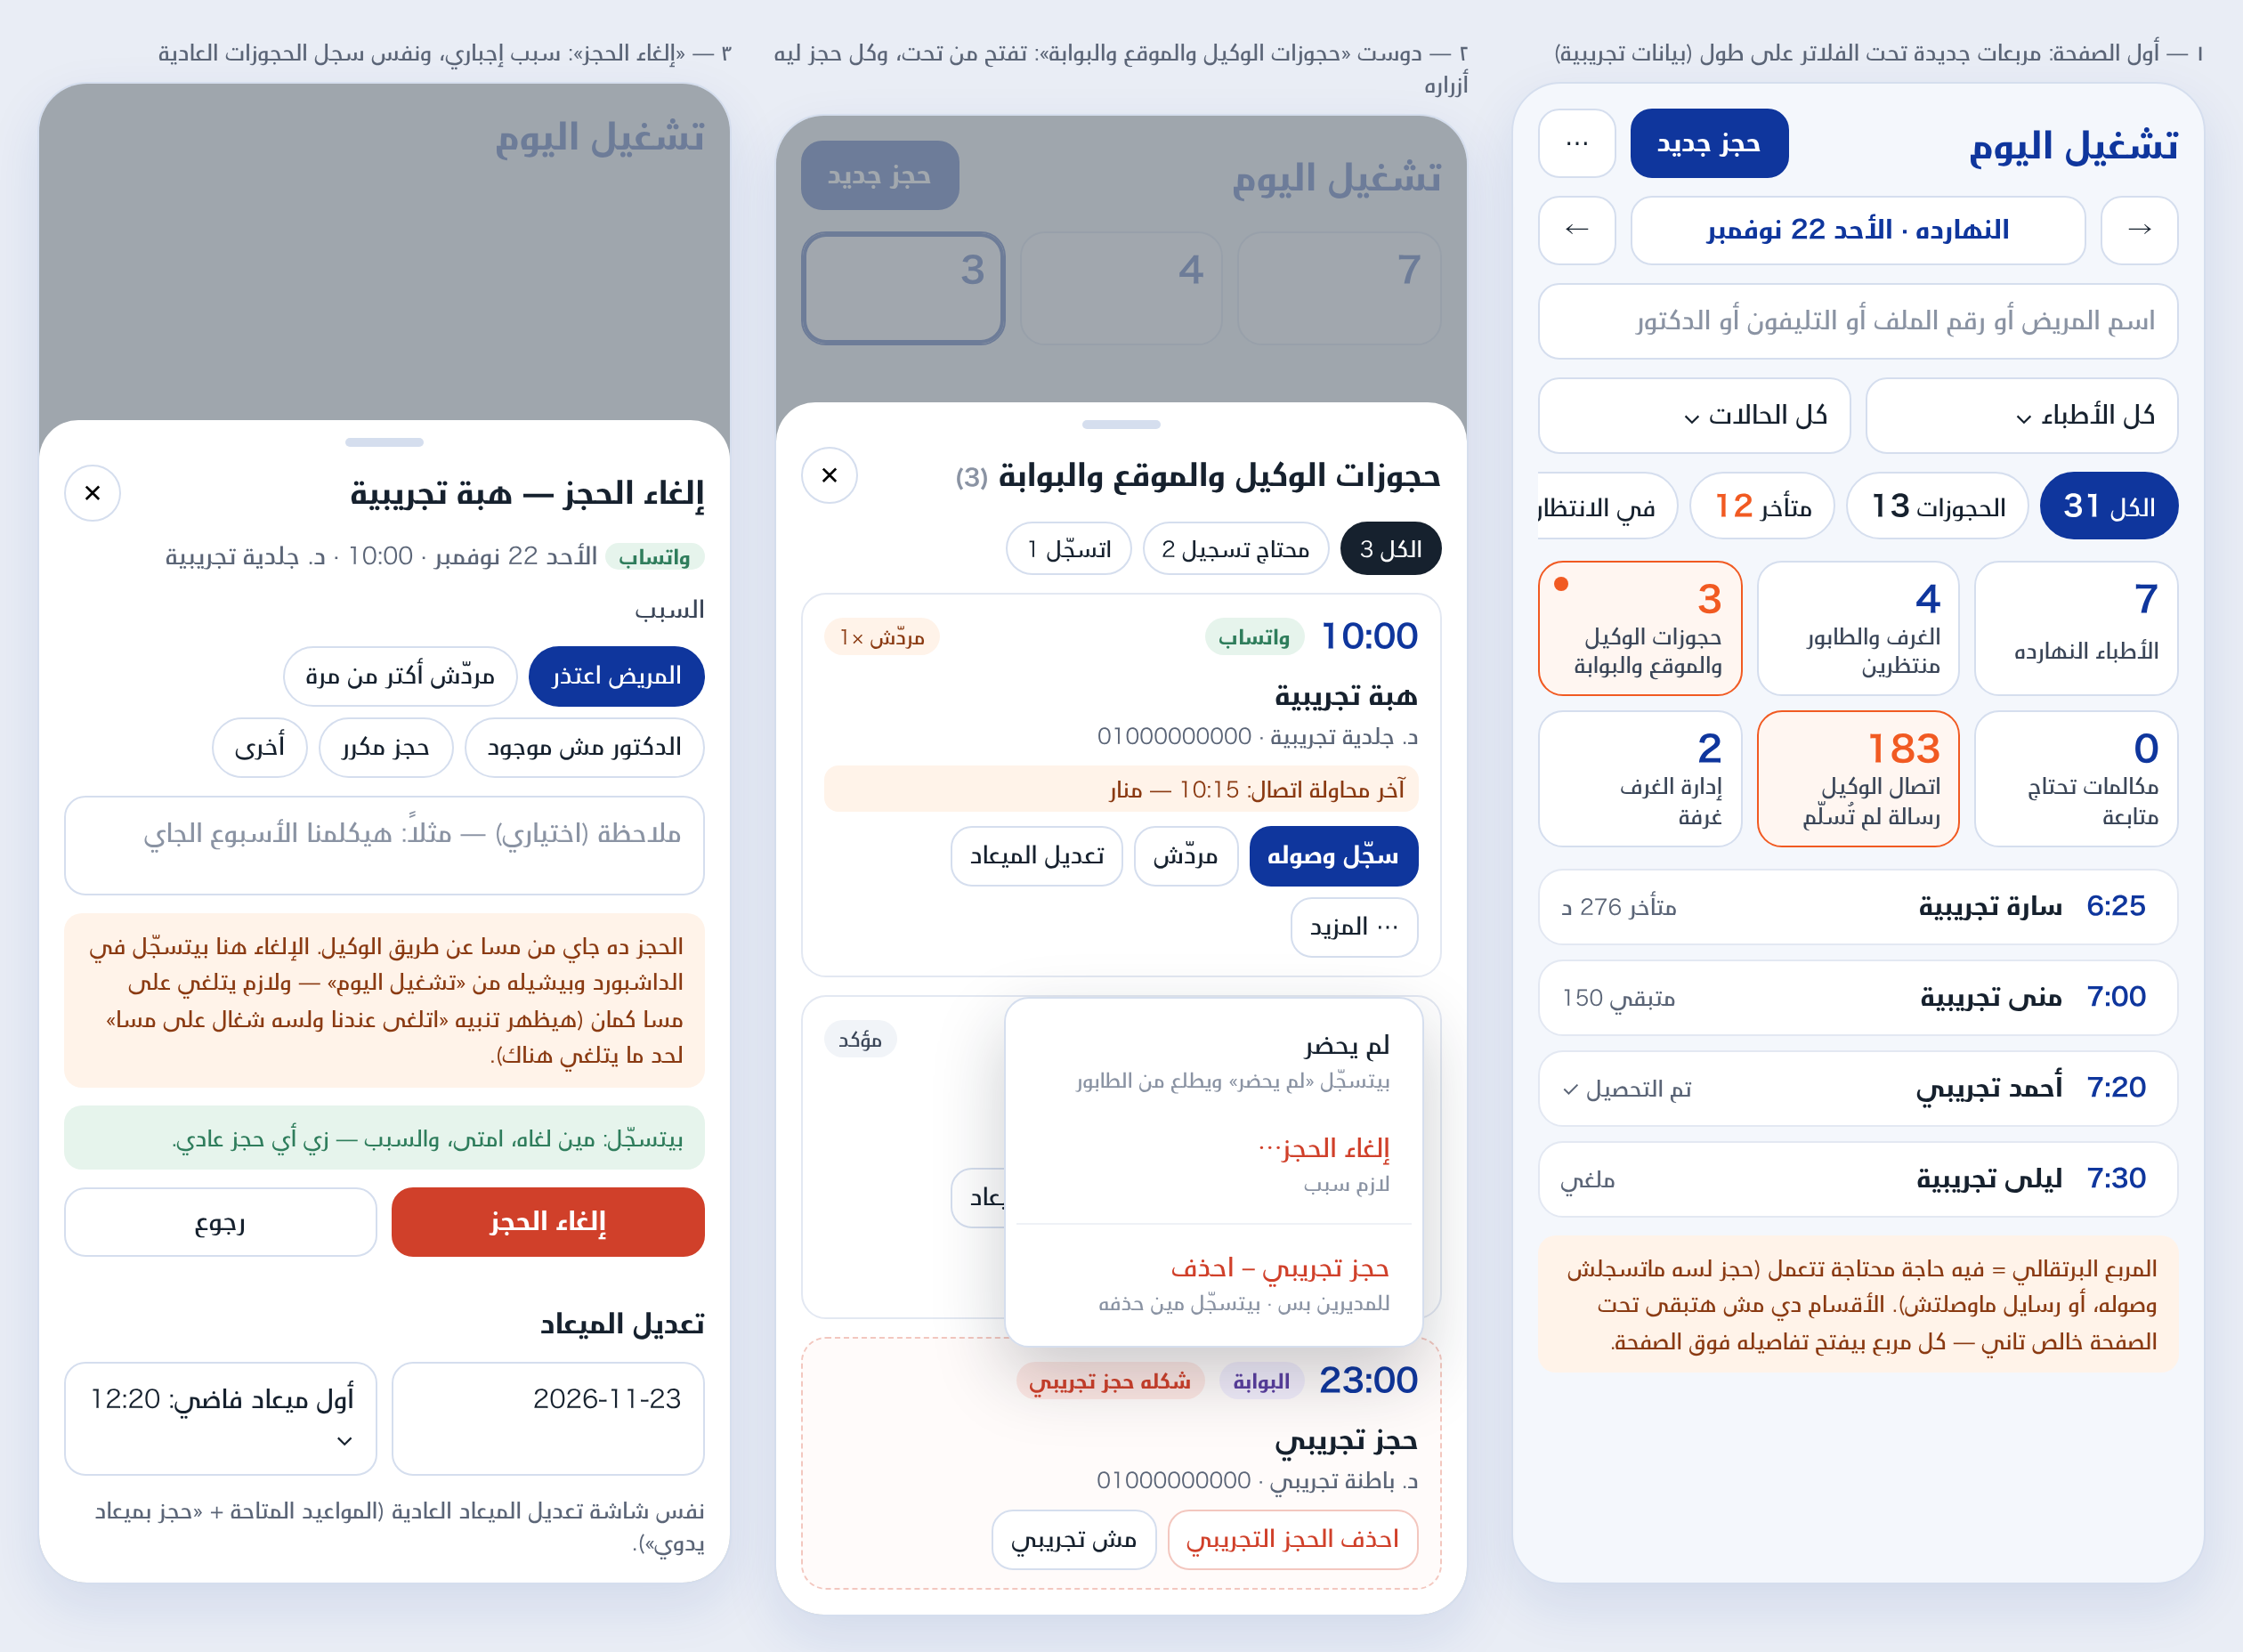 ١ — أول الصفحة: مربعات جديدة تحت الفلاتر على طول (بيانات تجريبية)
تشغيل اليوم
حجز جديد
⋯
→
النهارده · الأحد 22 نوفمبر
←
اسم المريض أو رقم الملف أو التليفون أو الدكتور
كل الأطباء
كل الحالات
الكل 31
الحجوزات 13
متأخر 12
في الانتظار
7
الأطباء النهارده
4
الغرف والطابور
منتظرين
3
حجوزات الوكيل
والموقع والبوابة
0
مكالمات تحتاج
متابعة
183
اتصال الوكيل
رسالة لم تُسلّم
2
إدارة الغرف
غرفة
6:25 سارة تجريبية متأخر 276 د
7:00 منى تجريبية متبقي 150
7:20 أحمد تجريبي تم التحصيل ✓
7:30 ليلى تجريبية ملغي
المربع البرتقالي = فيه حاجة محتاجة تتعمل (حجز لسه ماتسجلش
وصوله، أو رسايل ماوصلتش). الأقسام دي مش هتبقى تحت
الصفحة خالص تاني — كل مربع بيفتح تفاصيله فوق الصفحة.
٢ — دوست «حجوزات الوكيل والموقع والبوابة»: تفتح من تحت، وكل حجز ليه
أزراره
تشغيل اليوم
حجز جديد
7
4
3
حجوزات الوكيل والموقع والبوابة (3)
✕
الكل 3
محتاج تسجيل 2
اتسجّل 1
10:00 واتساب مردّش ×1
هبة تجريبية
د. جلدية تجريبية · 01000000000
آخر محاولة اتصال: 10:15 — منار
سجّل وصوله
مردّش
تعديل الميعاد
⋯ المزيد
مؤكد
يعاد
لم يحضر
بيتسجّل «لم يحضر» ويطلع من الطابور
إلغاء الحجز⋯
لازم سبب
حجز تجريبي – احذف
للمديرين بس · بيتسجّل مين حذفه
23:00 البوابة شكله حجز تجريبي
حجز تجريبي
د. باطنة تجريبي · 01000000000
احذف الحجز التجريبي
مش تجريبي
٣ — «إلغاء الحجز»: سبب إجباري، ونفس سجل الحجوزات العادية
تشغيل اليوم
إلغاء الحجز — هبة تجريبية
✕
واتساب الأحد 22 نوفمبر · 10:00 · د. جلدية تجريبية
السبب
المريض اعتذر
مردّش أكتر من مرة
الدكتور مش موجود
حجز مكرر
أخرى
ملاحظة (اختياري) — مثلاً: هيكلمنا الأسبوع الجاي
الحجز ده جاي من مسا عن طريق الوكيل. الإلغاء هنا بيتسجّل في
الداشبورد وبيشيله من «تشغيل اليوم» — ولازم يتلغي على
مسا كمان (هيظهر تنبيه «اتلغى عندنا ولسه شغال على مسا»
لحد ما يتلغي هناك).
بيتسجّل: مين لغاه، امتى، والسبب — زي أي حجز عادي.
إلغاء الحجز
رجوع
تعديل الميعاد
2026-11-23
أول ميعاد فاضي: 12:20
نفس شاشة تعديل الميعاد العادية (المواعيد المتاحة + «حجز بميعاد
يدوي»).